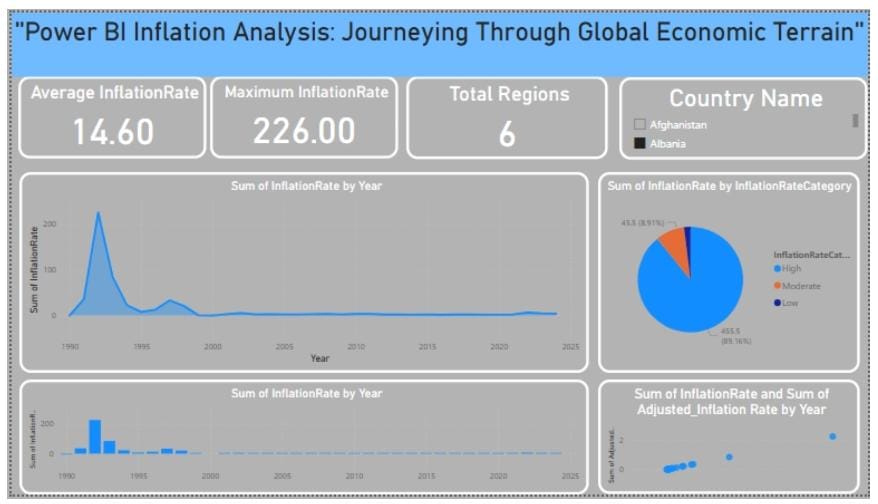 "Power BI Inflation Analysis: Journeying Through Global Economic Terrain"
Average InflationRate
14.60
Maximum InflationRate
226.00
Total Regions
6
Country Name
Afghanistan
Albania
Sum of InflationRate by Year
Sum of InflationRate
200
100
0
1990
1995
2000
2005
2010
2015
2020
2025
Year
Sum of InflationRate by InflationRateCategory
45.5 (8.91%)
455.5
(89.16%)
InflationRateCat...
High
Moderate
Low
Sum of InflationRate by Year
Sum of InflationR...
200
0
1990
1995
2000
2005
2010
2015
2020
2025
Sum of InflationRate and Sum of
Adjusted_Inflation Rate by Year
Sum of Adjusted...
2
0